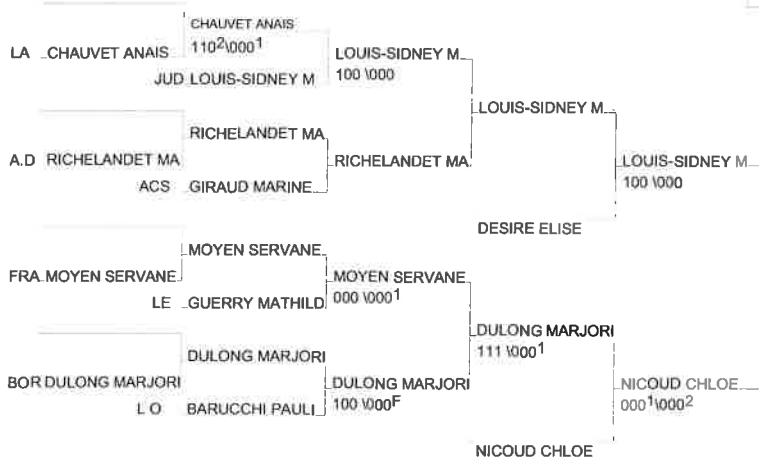 CHAUVET ANAIS
110²\000¹
LA CHAUVET ANAIS
LOUIS-SIDNEY M
100 \000
JUD LOUIS-SIDNEY M
LOUIS-SIDNEY M
RICHELANDET MA
A.D RICHELANDET MA
RICHELANDET MA
LOUIS-SIDNEY M
100 \000
ACS GIRAUD MARINE
DESIRE ELISE
MOYEN SERVANE
FRA MOYEN SERVANE
MOYEN SERVANE
000 \000¹
LE GUERRY MATHILD
DULONG MARJORI
111 \000¹
DULONG MARJORI
BOR DULONG MARJORI
DULONG MARJORI
100 \000F
NICOUD CHLOE
000¹\000²
L O BARUCCHI PAULI
NICOUD CHLOE